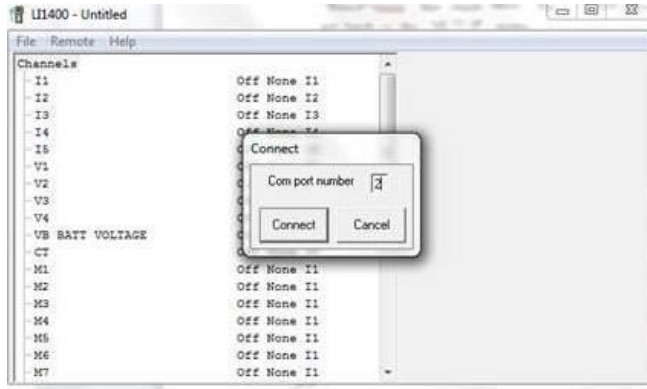 LI1400 - Untitled
File Remote Help
Channels
I1 Off None I1
I2 Off None I2
I3 Off None I3
I4 Off None I4
I5
V1
V2
V3
V4
VB BATT VOLTAGE
CT
M1 Off None I1
M2 Off None I1
M3 Off None I1
M4 Off None I1
M5 Off None I1
M6 Off None I1
M7 Off None I1
Connect
Com port number 2
Connect Cancel